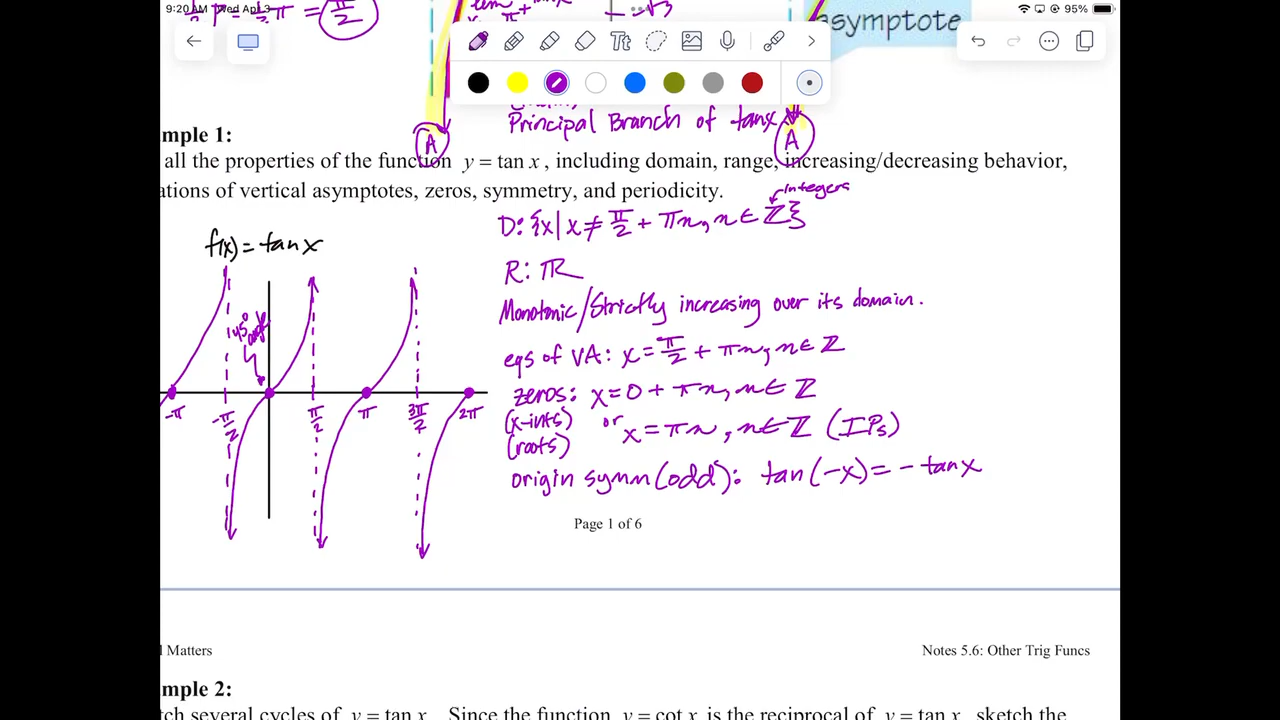 9:20 AM Wed Apr 3
95%
asymptote
Principal Branch of tanx
A
A
mple 1:
all the properties of the function y = tan x, including domain, range, increasing/decreasing behavior,
ations of vertical asymptotes, zeros, symmetry, and periodicity.
integers
D: {x | x ≠ π/2 + πn, n ∈ ℤ}
f(x) = tan x
R: ℝ
Monotonic/Strictly increasing over its domain.
45°
eqs of VA: x = π/2 + πn, n ∈ ℤ
zeros: x = 0 + πn, n ∈ ℤ
-π -π/2 π/2 π 3π/2 2π
(x-ints) or x = πn, n ∈ ℤ (IPs)
(roots)
origin symm (odd): tan(-x) = - tanx
Page 1 of 6
l Matters
Notes 5.6: Other Trig Funcs
mple 2:
tch several cycles of y = tan x. Since the function y = cot x is the reciprocal of y = tan x, sketch the